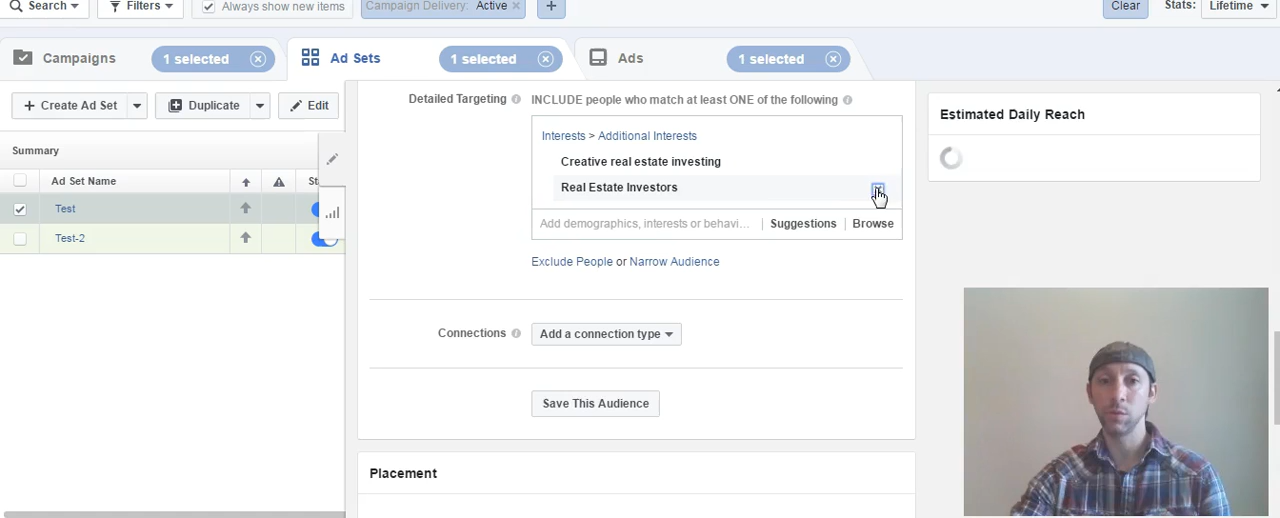 Search Filters Always show new items Campaign Delivery: Active × + Clear Stats: Lifetime
Campaigns 1 selected Ad Sets 1 selected Ads 1 selected
+ Create Ad Set Duplicate Edit
Detailed Targeting INCLUDE people who match at least ONE of the following
Estimated Daily Reach
Interests > Additional Interests
Summary
Creative real estate investing
Ad Set Name
Real Estate Investors
Test
Add demographics, interests or behavi... | Suggestions | Browse
Test-2
Exclude People or Narrow Audience
Connections Add a connection type
Save This Audience
Placement